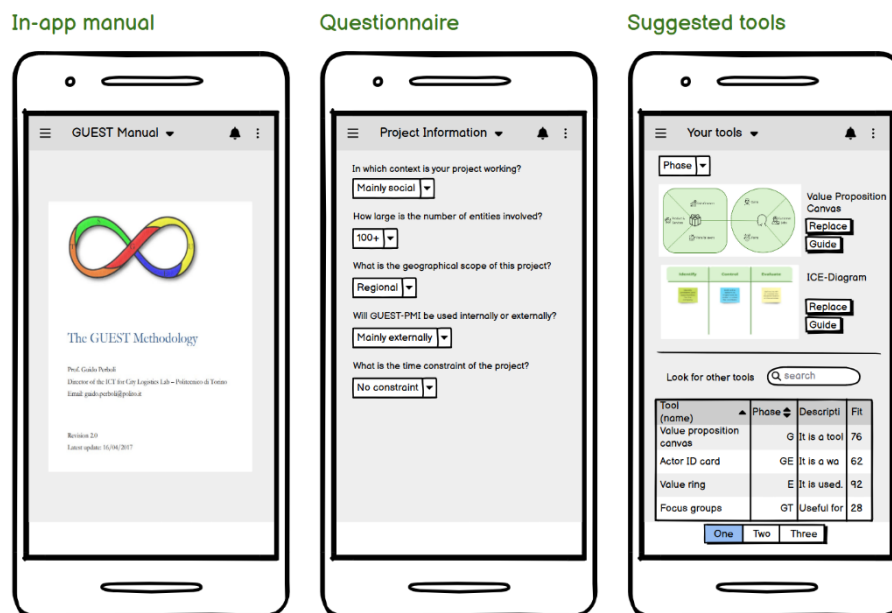 In-app manual
Questionnaire
Suggested tools
GUEST Manual
The GUEST Methodology
Prof. Guido Perboli
Director of the ICT for City Logistics Lab – Politecnico di Torino
Email: guido.perboli@polito.it
Revision 2.0
Latest update: 16/04/2017
Project Information
In which context is your project working?
Mainly social
How large is the number of entities involved?
100+
What is the geographical scope of this project?
Regional
Will GUEST-PMI be used internally or externally?
Mainly externally
What is the time constraint of the project?
No constraint
Your tools
Phase
Value Proposition
Canvas
Replace
Guide
Identify Control Evaluate
ICE-Diagram
Replace
Guide
Look for other tools search
Tool
(name) Phase Descripti Fit
Value proposition
canvas G It is a tool 76
Actor ID card GE It is a wa 62
Value ring E It is used. 92
Focus groups GT Useful for 28
One Two Three